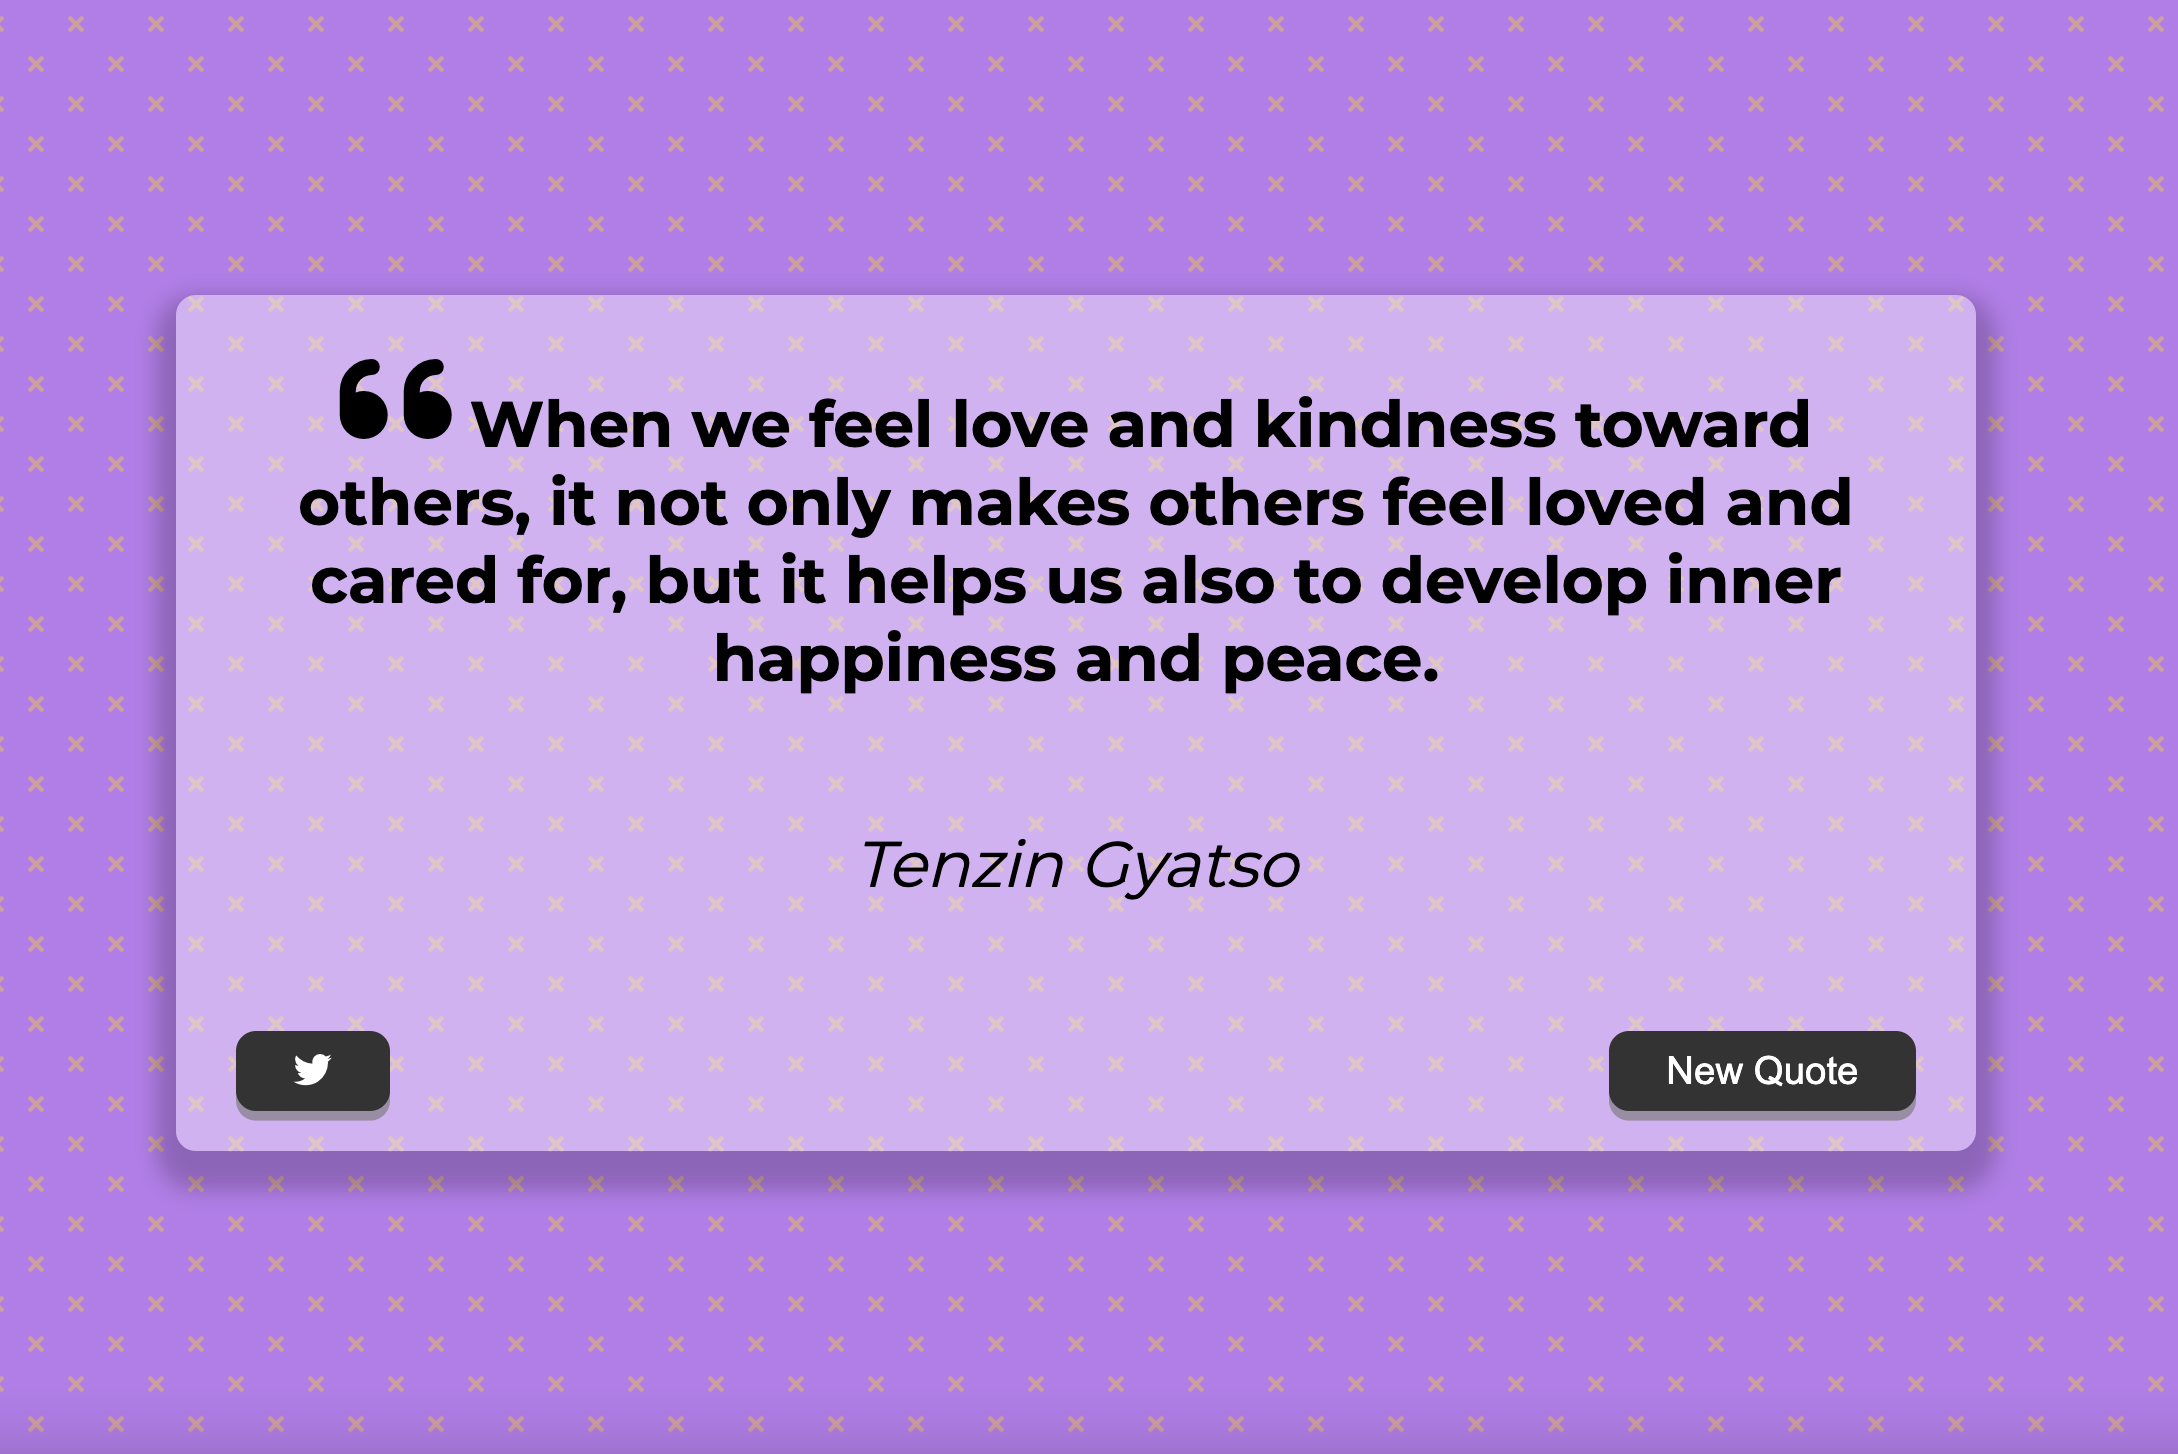 “ When we feel love and kindness toward
others, it not only makes others feel loved and
cared for, but it helps us also to develop inner
happiness and peace.
Tenzin Gyatso
New Quote